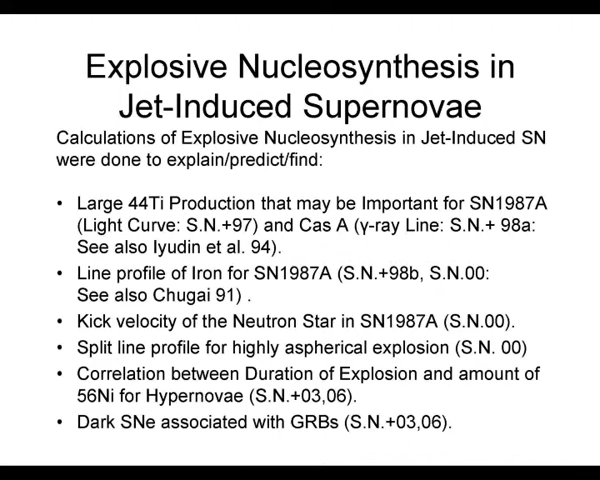 Explosive Nucleosynthesis in
Jet-Induced Supernovae
Calculations of Explosive Nucleosynthesis in Jet-Induced SN
were done to explain/predict/find:
• Large 44Ti Production that may be Important for SN1987A
(Light Curve: S.N.+97) and Cas A (γ-ray Line: S.N.+ 98a:
See also Iyudin et al. 94).
• Line profile of Iron for SN1987A (S.N.+98b, S.N.00:
See also Chugai 91) .
• Kick velocity of the Neutron Star in SN1987A (S.N.00).
• Split line profile for highly aspherical explosion (S.N. 00)
• Correlation between Duration of Explosion and amount of
56Ni for Hypernovae (S.N.+03,06).
• Dark SNe associated with GRBs (S.N.+03,06).